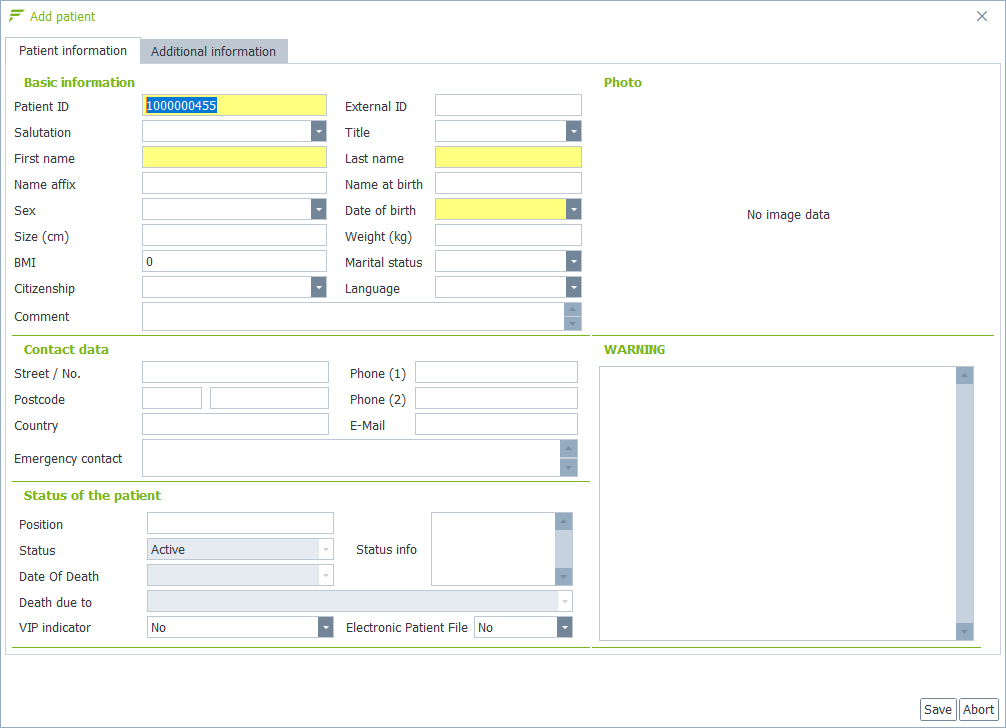 Add patient
Patient information Additional information
Basic information Photo
Patient ID 1000000455 External ID
Salutation Title
First name Last name
Name affix Name at birth
Sex Date of birth No image data
Size (cm) Weight (kg)
BMI 0 Marital status
Citizenship Language
Comment
Contact data WARNING
Street / No. Phone (1)
Postcode Phone (2)
Country E-Mail
Emergency contact
Status of the patient
Position
Status Active Status info
Date Of Death
Death due to
VIP indicator No Electronic Patient File No
Save Abort